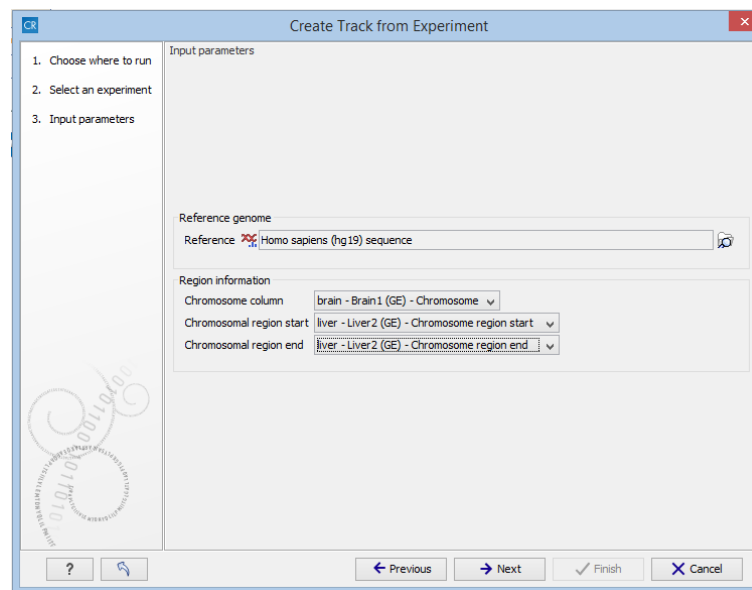 CR
Create Track from Experiment
1. Choose where to run
2. Select an experiment
3. Input parameters
Input parameters
Reference genome
Reference Homo sapiens (hg19) sequence
Region information
Chromosome column brain - Brain1 (GE) - Chromosome
Chromosomal region start liver - Liver2 (GE) - Chromosome region start
Chromosomal region end liver - Liver2 (GE) - Chromosome region end
? Previous Next Finish Cancel